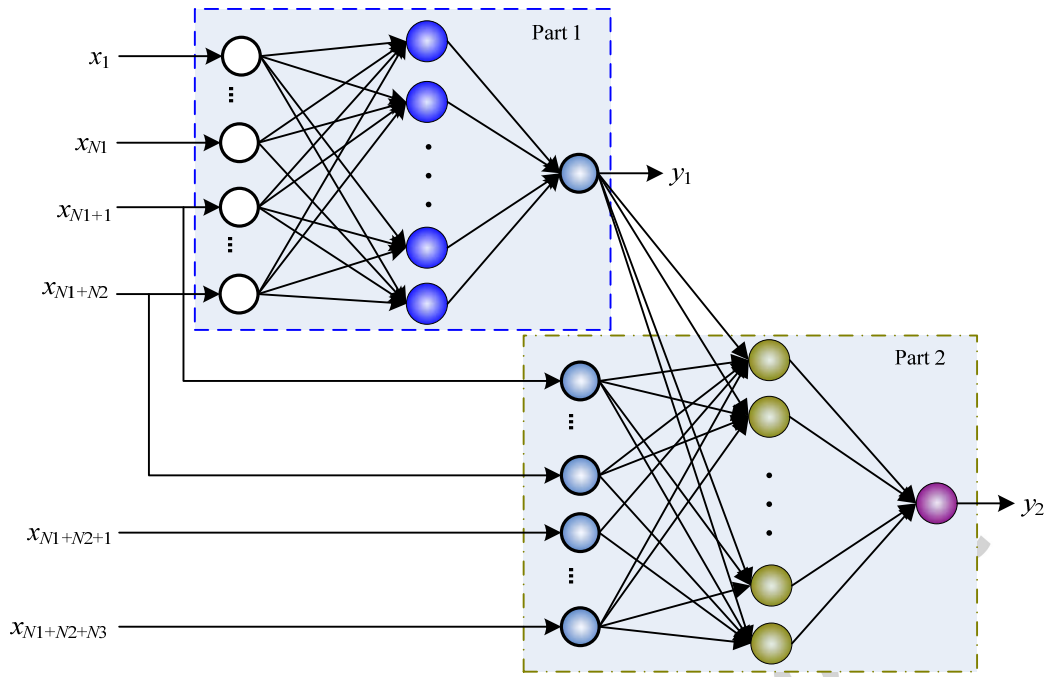 Part 1
x1
xN1
xN1+1
xN1+N2
y1
Part 2
xN1+N2+1
xN1+N2+N3
y2